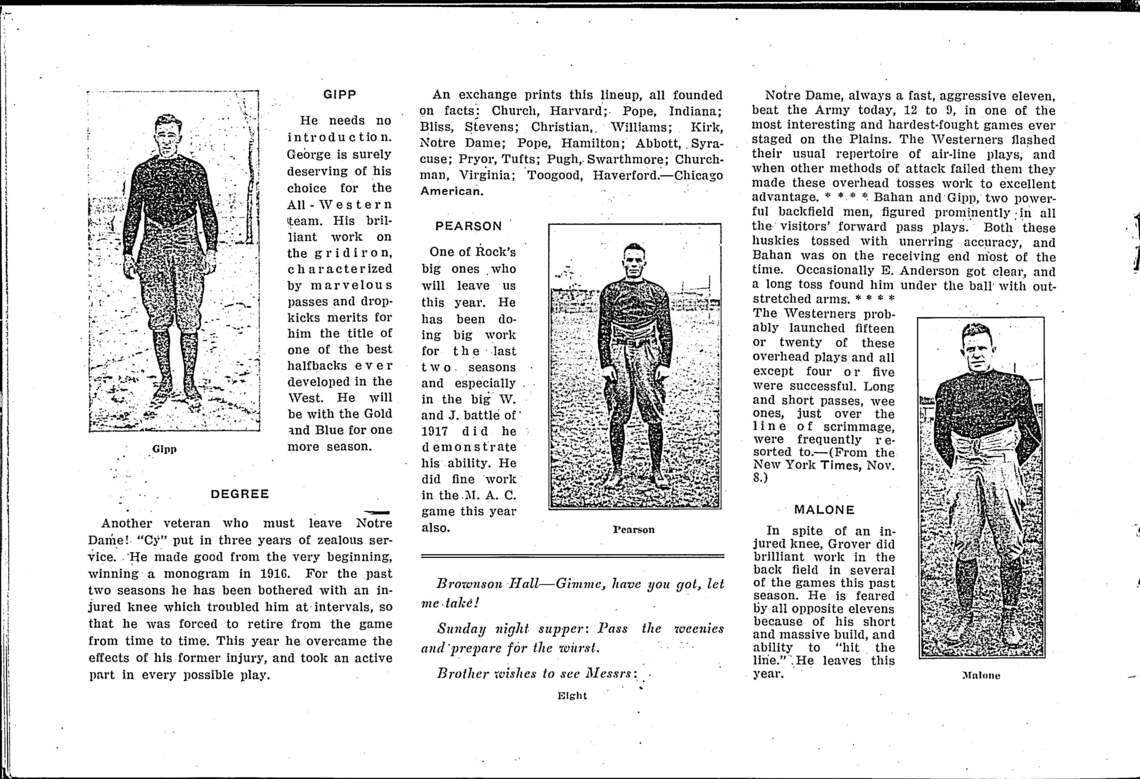 GIPP
He needs no
introduction.
George is surely
deserving of his
choice for the
All - Western
team. His bril-
liant work on
the gridiron,
characterized
by marvelous
passes and drop-
kicks merits for
him the title of
one of the best
halfbacks ever
developed in the
West. He will
be with the Gold
and Blue for one
more season.
Gipp
DEGREE
Another veteran who must leave Notre
Dame! "Cy" put in three years of zealous ser-
vice. He made good from the very beginning,
winning a monogram in 1916. For the past
two seasons he has been bothered with an in-
jured knee which troubled him at intervals, so
that he was forced to retire from the game
from time to time. This year he overcame the
effects of his former injury, and took an active
part in every possible play.
An exchange prints this lineup, all founded
on facts: Church, Harvard; Pope, Indiana;
Bliss, Stevens; Christian, Williams; Kirk,
Notre Dame; Pope, Hamilton; Abbott, Syra-
cuse; Pryor, Tufts; Pugh, Swarthmore; Church-
man, Virginia; Toogood, Haverford.—Chicago
American.
PEARSON
One of Rock's
big ones who
will leave us
this year. He
has been do-
ing big work
for the last
two seasons
and especially
in the big W.
and J. battle of
1917 did he
demonstrate
his ability. He
did fine work
in the M. A. C.
game this year
also.
Pearson
Brownson Hall—Gimme, have you got, let
me take!
Sunday night supper: Pass the weenies
and prepare for the wurst.
Brother wishes to see Messrs:
Eight
Notre Dame, always a fast, aggressive eleven,
beat the Army today, 12 to 9, in one of the
most interesting and hardest-fought games ever
staged on the Plains. The Westerners flashed
their usual repertoire of air-line plays, and
when other methods of attack failed them they
made these overhead tosses work to excellent
advantage. * * * * Bahan and Gipp, two power-
ful backfield men, figured prominently in all
the visitors' forward pass plays. Both these
huskies tossed with unerring accuracy, and
Bahan was on the receiving end most of the
time. Occasionally E. Anderson got clear, and
a long toss found him under the ball with out-
stretched arms. * * * *
The Westerners prob-
ably launched fifteen
or twenty of these
overhead plays and all
except four or five
were successful. Long
and short passes, wee
ones, just over the
line of scrimmage,
were frequently re-
sorted to.—(From the
New York Times, Nov.
8.)
MALONE
In spite of an in-
jured knee, Grover did
brilliant work in the
back field in several
of the games this past
season. He is feared
by all opposite elevens
because of his short
and massive build, and
ability to "hit the
line." He leaves this
year.
Malone